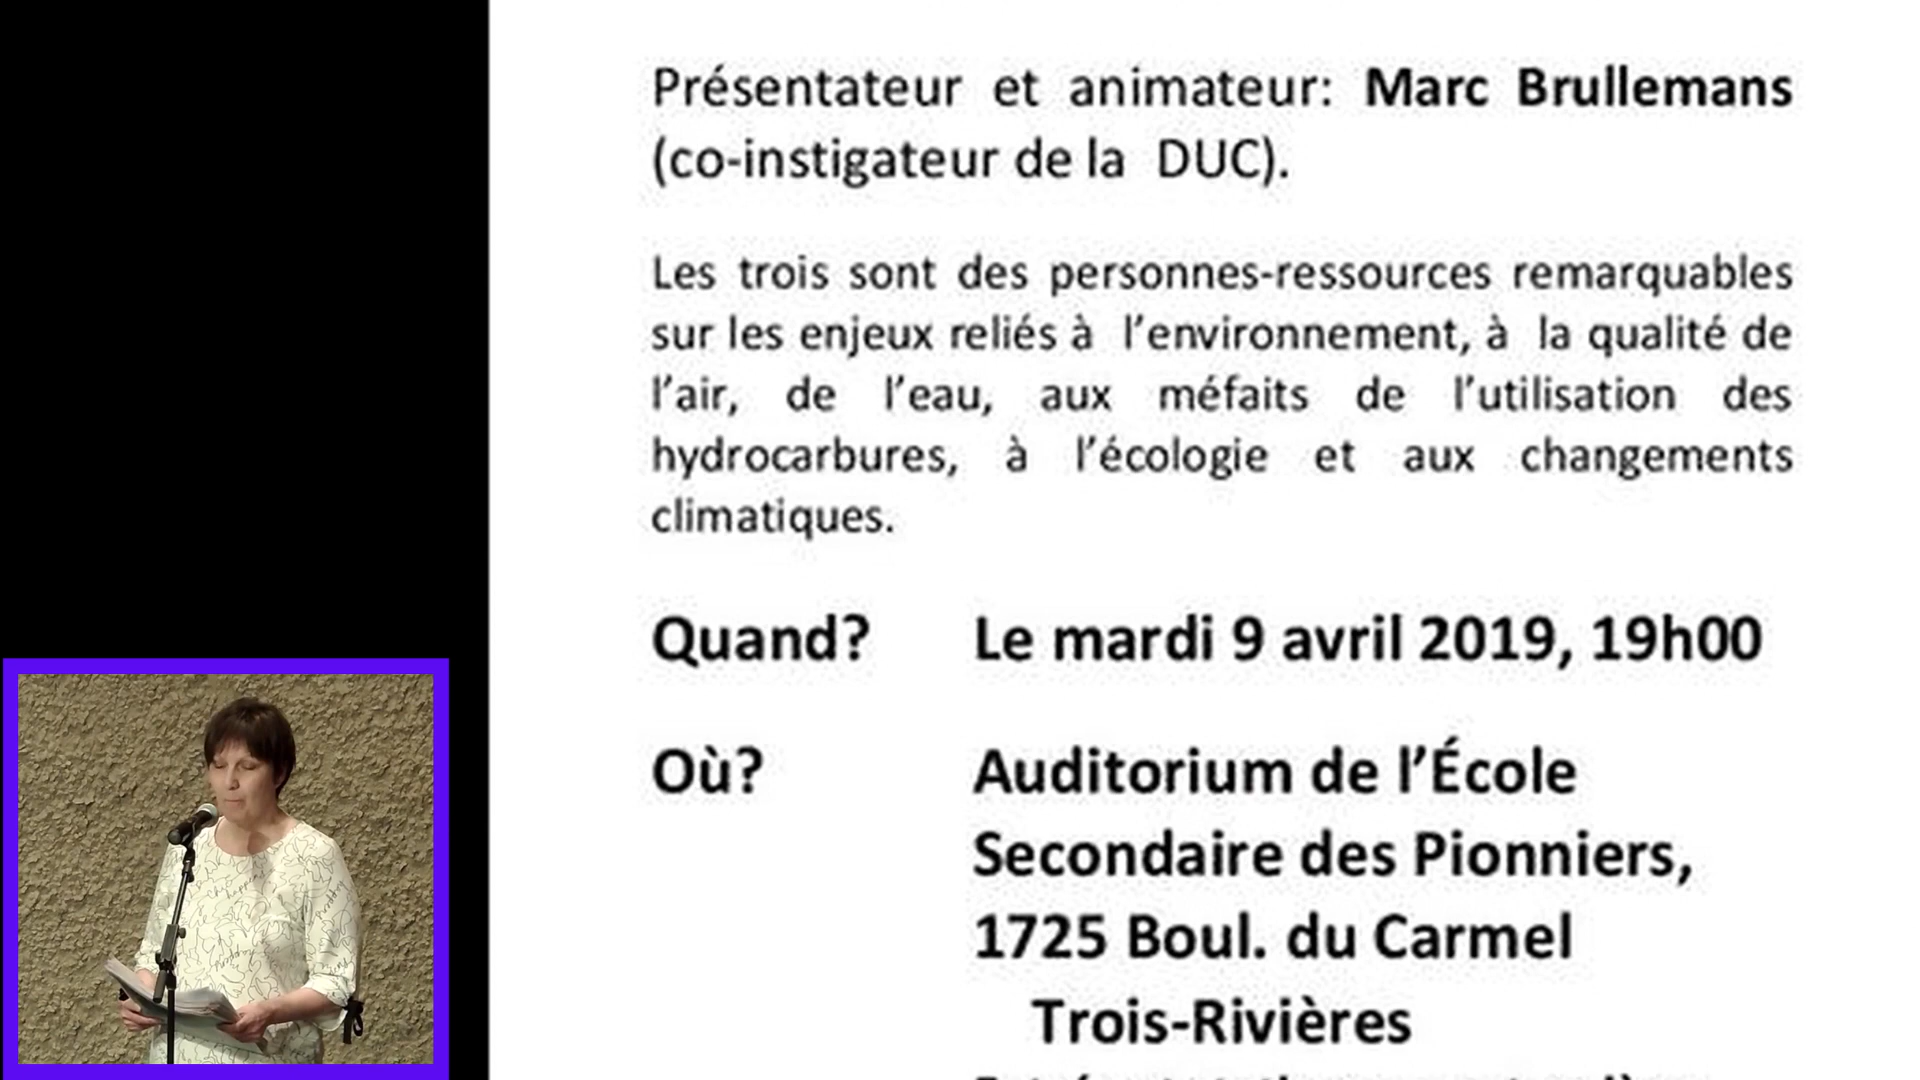 Présentateur et animateur: Marc Brullemans
(co-instigateur de la DUC).
Les trois sont des personnes-ressources remarquables
sur les enjeux reliés à l'environnement, à la qualité de
l'air, de l'eau, aux méfaits de l'utilisation des
hydrocarbures, à l'écologie et aux changements
climatiques.
Quand? Le mardi 9 avril 2019, 19h00
Où? Auditorium de l'École
Secondaire des Pionniers,
1725 Boul. du Carmel
Trois-Rivières